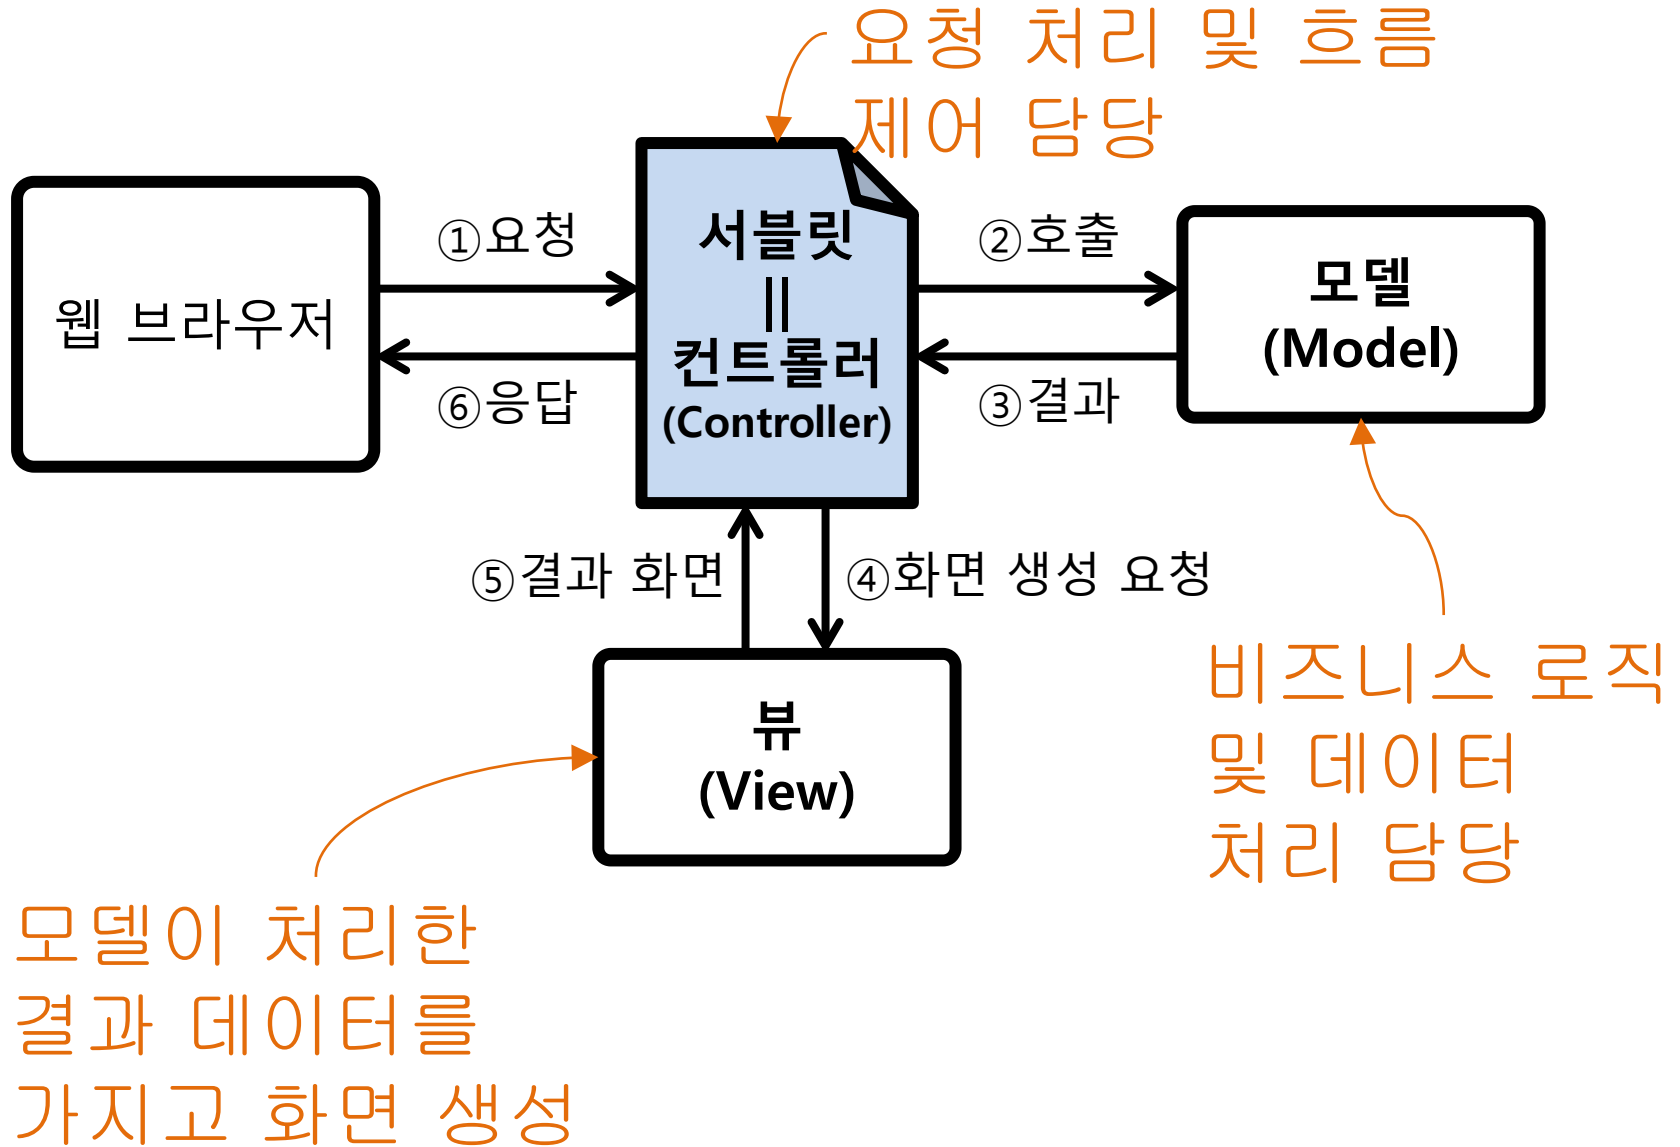 요청 처리 및 흐름
제어 담당
①요청
서블릿
||
컨트롤러
(Controller)
②호출
모델
(Model)
웹 브라우저
⑥응답
③결과
⑤결과 화면
④화면 생성 요청
뷰
(View)
비즈니스 로직
및 데이터
처리 담당
모델이 처리한
결과 데이터를
가지고 화면 생성